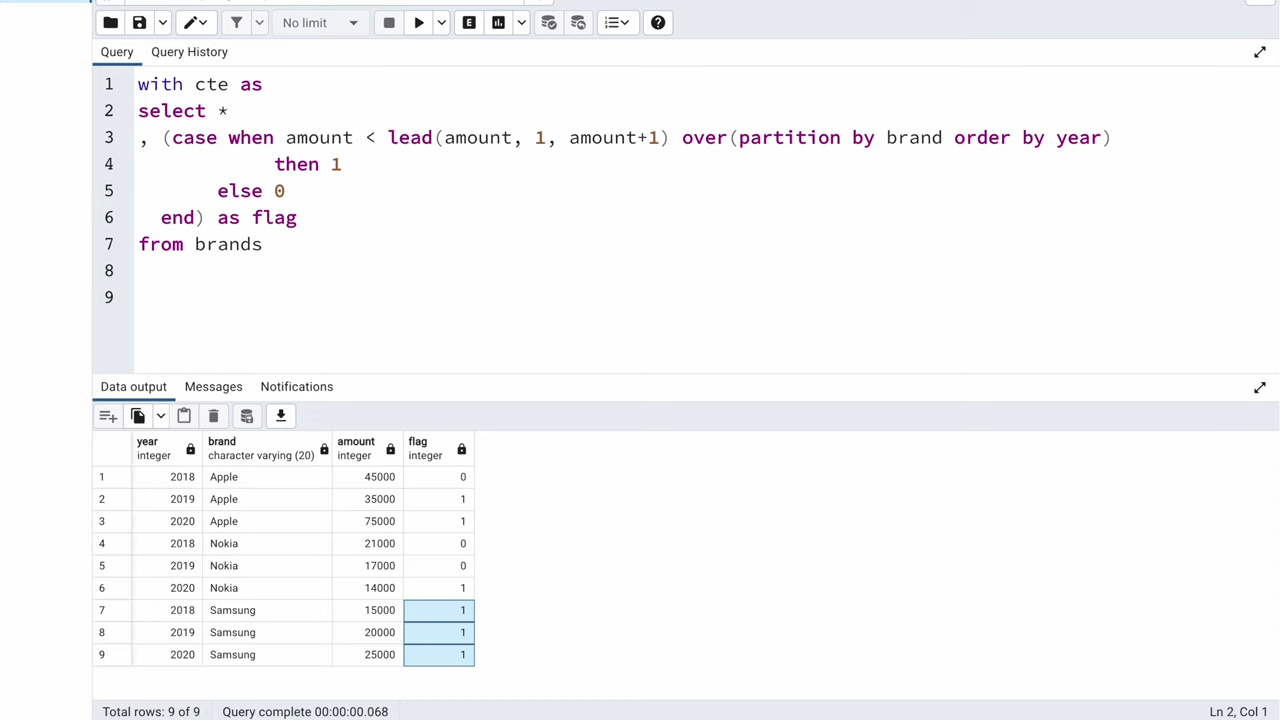 No limit
E
Query Query History
1 with cte as
2 select *
3 , (case when amount < lead(amount, 1, amount+1) over(partition by brand order by year)
4 then 1
5 else 0
6 end) as flag
7 from brands
8
9
Data output Messages Notifications
year brand amount flag
integer character varying (20) integer integer
1 2018 Apple 45000 0
2 2019 Apple 35000 1
3 2020 Apple 75000 1
4 2018 Nokia 21000 0
5 2019 Nokia 17000 0
6 2020 Nokia 14000 1
7 2018 Samsung 15000 1
8 2019 Samsung 20000 1
9 2020 Samsung 25000 1
Total rows: 9 of 9 Query complete 00:00:00.068 Ln 2, Col 1